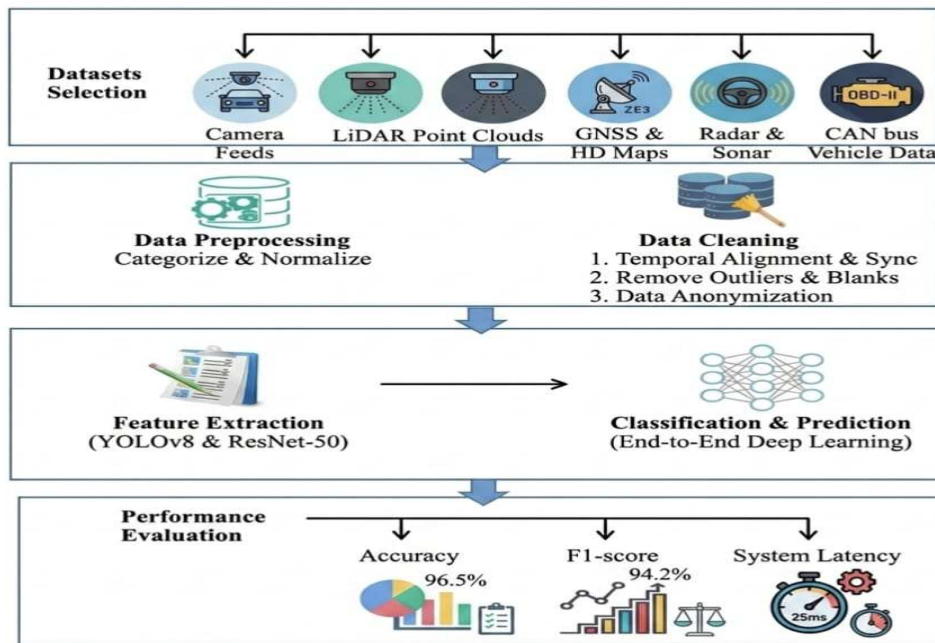 Datasets
Selection
ZE3
OBD-II
Camera
Feeds
LiDAR Point Clouds
GNSS &
HD Maps
Radar &
Sonar
CAN bus
Vehicle Data
Data Preprocessing
Categorize & Normalize
Data Cleaning
1. Temporal Alignment & Sync
2. Remove Outliers & Blanks
3. Data Anonymization
Feature Extraction
(YOLOv8 & ResNet-50)
Classification & Prediction
(End-to-End Deep Learning)
Performance
Evaluation
Accuracy
96.5%
F1-score
94.2%
System Latency
25ms